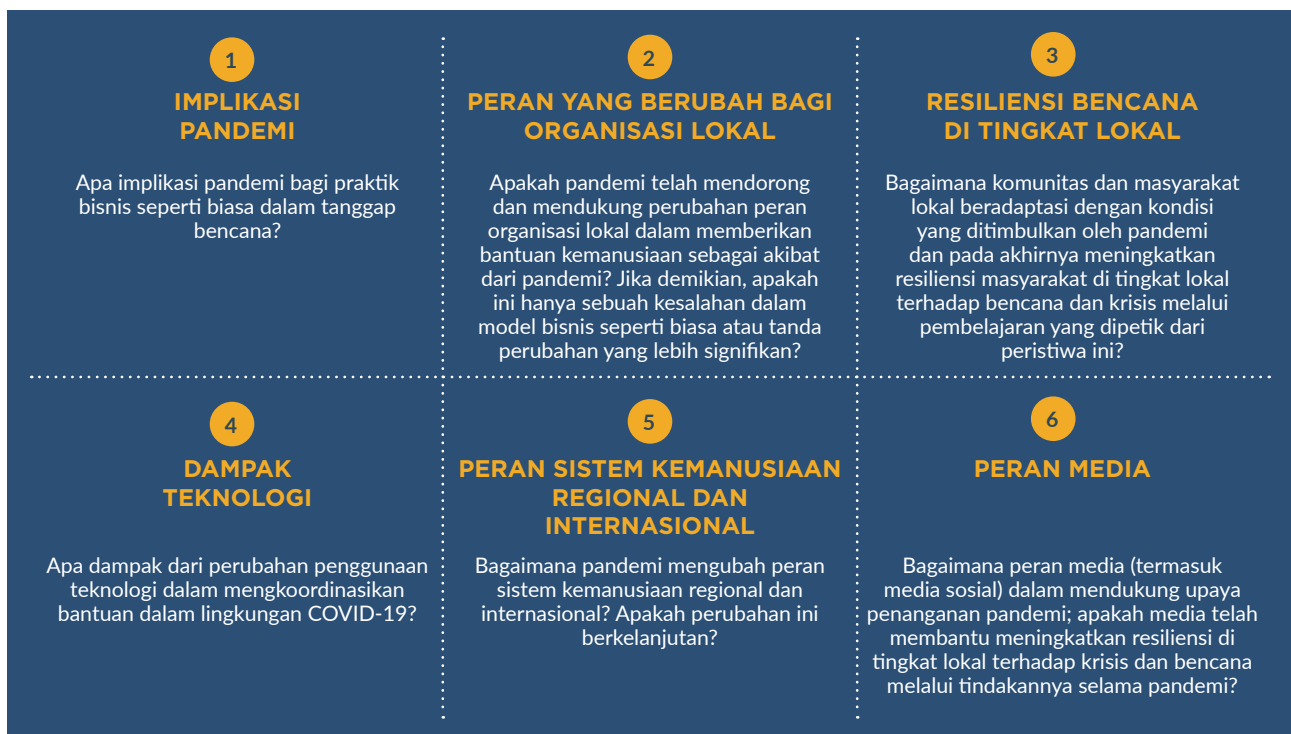 1
IMPLIKASI
PANDEMI
Apa implikasi pandemi bagi praktik
bisnis seperti biasa dalam tanggap
bencana?
2
PERAN YANG BERUBAH BAGI
ORGANISASI LOKAL
Apakah pandemi telah mendorong
dan mendukung perubahan peran
organisasi lokal dalam memberikan
bantuan kemanusiaan sebagai akibat
dari pandemi? Jika demikian, apakah
ini hanya sebuah kesalahan dalam
model bisnis seperti biasa atau tanda
perubahan yang lebih signifikan?
3
RESILIENSI BENCANA
DI TINGKAT LOKAL
Bagaimana komunitas dan masyarakat
lokal beradaptasi dengan kondisi
yang ditimbulkan oleh pandemi
dan pada akhirnya meningkatkan
resiliensi masyarakat di tingkat lokal
terhadap bencana dan krisis melalui
pembelajaran yang dipetik dari
peristiwa ini?
4
DAMPAK
TEKNOLOGI
Apa dampak dari perubahan penggunaan
teknologi dalam mengkoordinasikan
bantuan dalam lingkungan COVID-19?
5
PERAN SISTEM KEMANUSIAAN
REGIONAL DAN
INTERNASIONAL
Bagaimana pandemi mengubah peran
sistem kemanusiaan regional dan
internasional? Apakah perubahan ini
berkelanjutan?
6
PERAN MEDIA
Bagaimana peran media (termasuk
media sosial) dalam mendukung upaya
penanganan pandemi; apakah media telah
membantu meningkatkan resiliensi di
tingkat lokal terhadap krisis dan bencana
melalui tindakannya selama pandemi?